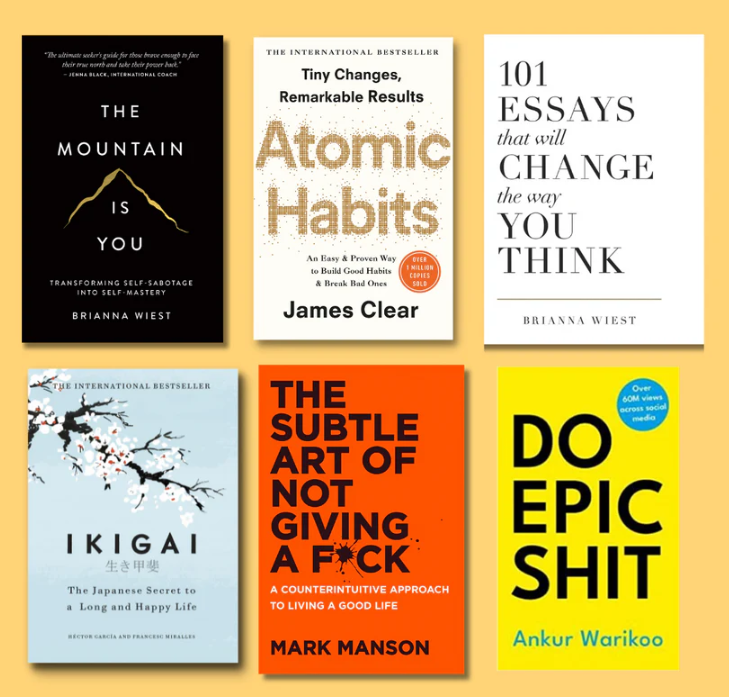 "The ultimate seeker's guide for those brave enough to face
their true north and take their power back."
— JENNA BLACK, INTERNATIONAL COACH
THE
MOUNTAIN
IS
YOU
TRANSFORMING SELF-SABOTAGE
INTO SELF-MASTERY
BRIANNA WIEST
THE INTERNATIONAL BESTSELLER
Tiny Changes,
Remarkable Results
Atomic
Habits
An Easy & Proven Way
to Build Good Habits
& Break Bad Ones
OVER
1 MILLION
COPIES
SOLD
James Clear
101
ESSAYS
that will
CHANGE
the way
YOU
THINK
BRIANNA WIEST
THE INTERNATIONAL BESTSELLER
IKIGAI
生き甲斐
The Japanese Secret to
a Long and Happy Life
HÉCTOR GARCÍA AND FRANCESC MIRALLES
THE
SUBTLE
ART OF
NOT
GIVING
A F*CK
A COUNTERINTUITIVE APPROACH
TO LIVING A GOOD LIFE
MARK MANSON
Over
60M views
across social
media
DO
EPIC
SHIT
Ankur Warikoo